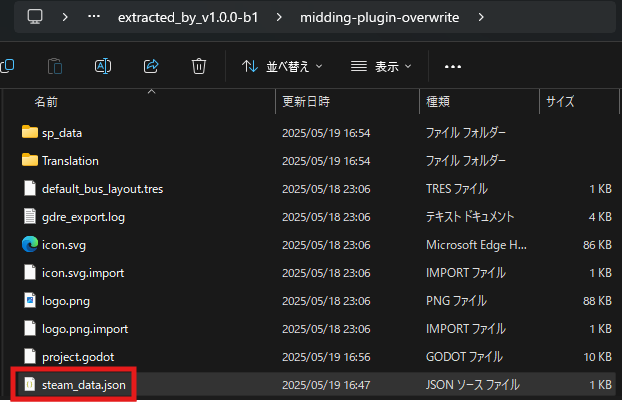 … extracted_by_v1.0.0-b1 midding-plugin-overwrite
並べ替え 表示 …
名前 更新日時 種類 サイズ
sp_data 2025/05/19 16:54 ファイル フォルダー
Translation 2025/05/19 16:54 ファイル フォルダー
default_bus_layout.tres 2025/05/18 23:06 TRES ファイル 1 KB
gdre_export.log 2025/05/18 23:06 テキスト ドキュメント 4 KB
icon.svg 2025/05/18 23:06 Microsoft Edge H... 86 KB
icon.svg.import 2025/05/18 23:06 IMPORT ファイル 1 KB
logo.png 2025/05/18 23:06 PNG ファイル 88 KB
logo.png.import 2025/05/18 23:06 IMPORT ファイル 1 KB
project.godot 2025/05/19 16:56 GODOT ファイル 10 KB
steam_data.json 2025/05/19 16:47 JSON ソース ファイル 1 KB